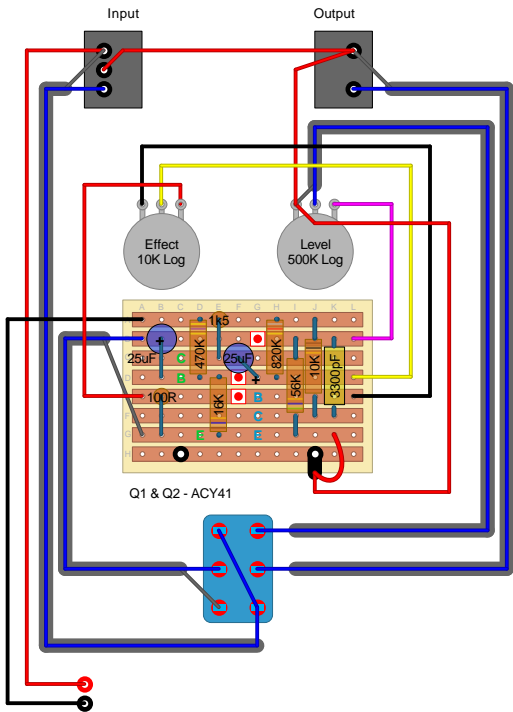 Input
Output
Effect
10K Log
Level
500K Log
A B C D E F G H I J K L
1k5
25uF
470K
25uF
820K
56K
10K
3300pF
C
B
100R
16K
B
C
E
E
F
G
H
Q1 & Q2 - ACY41